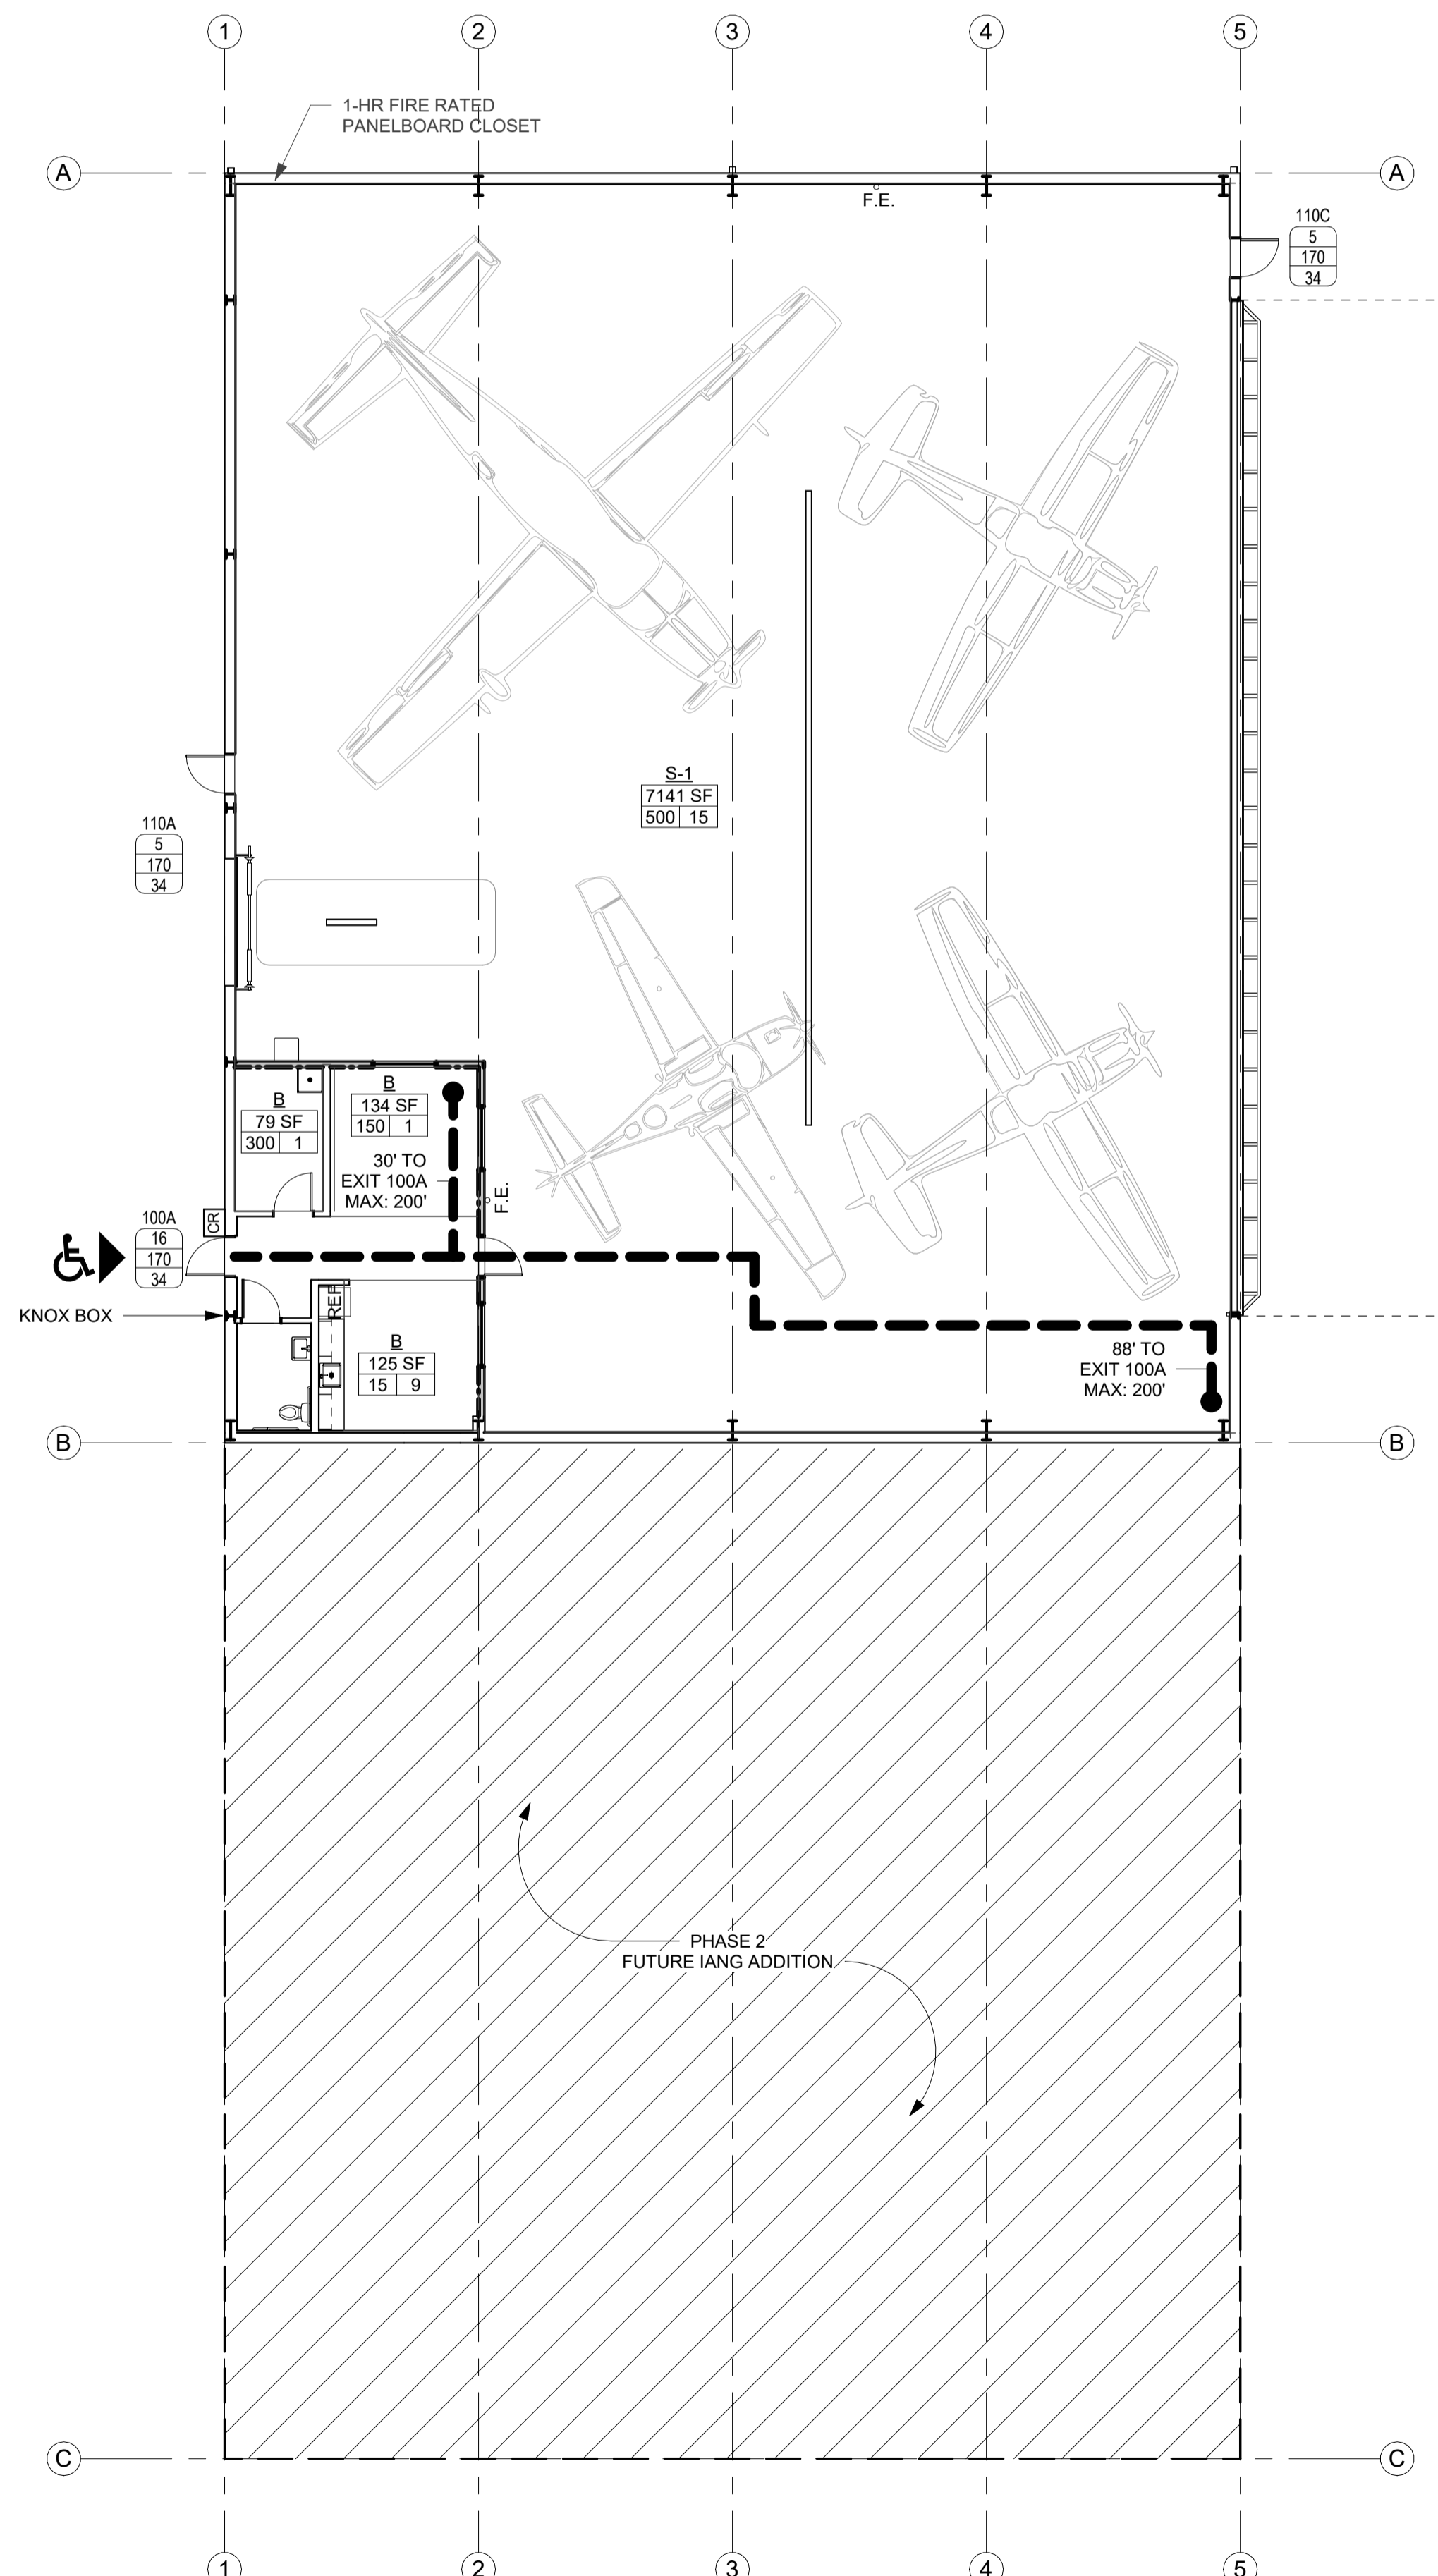 1 2 3 4 5
1-HR FIRE RATED
PANELBOARD CLOSET
A A
F.E.
110C
5
170
34
S-1
7141 SF
500 15
110A
5
170
34
B
79 SF
300 1
B
134 SF
150 1
30' TO
EXIT 100A
MAX: 200'
F.E.
CR
100A
16
170
34
KNOX BOX
REF
B
125 SF
15 9
88' TO
EXIT 100A
MAX: 200'
B B
PHASE 2
FUTURE IANG ADDITION
C C
1 2 3 4 5